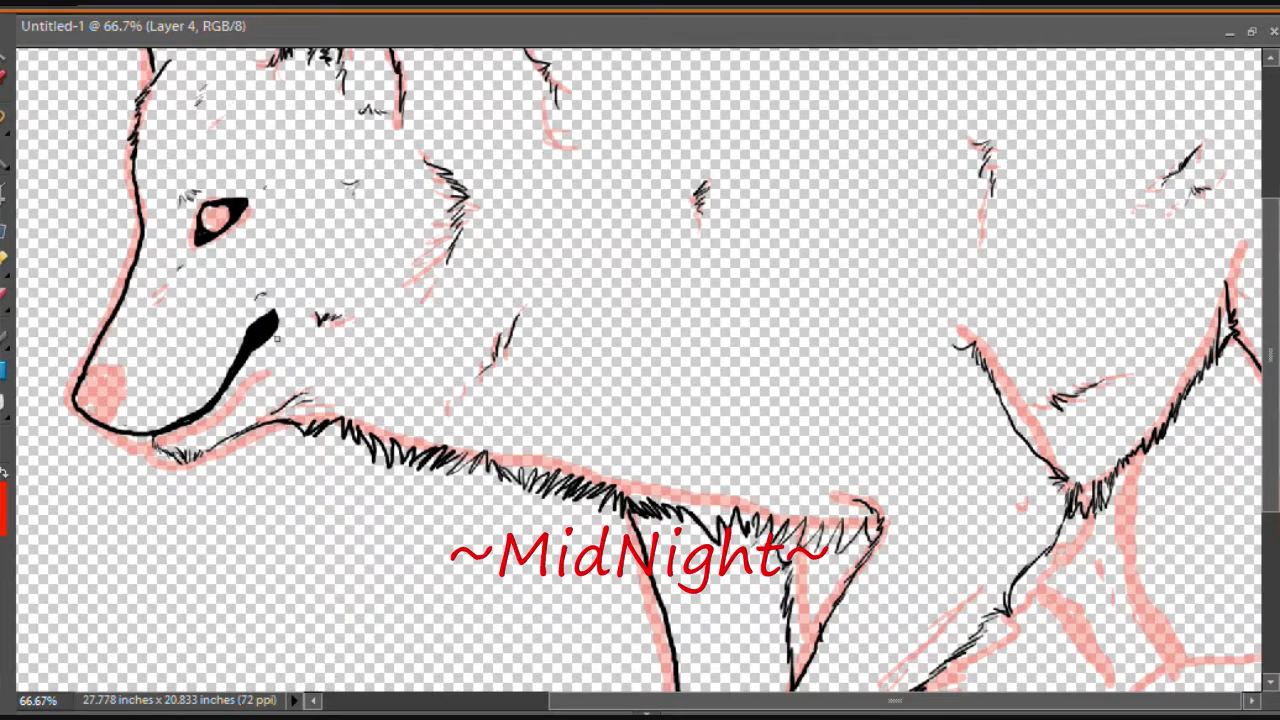 Untitled-1 @ 66.7% (Layer 4, RGB/8)
~MidNight~
66.67%
27.778 inches x 20.833 inches (72 ppi)